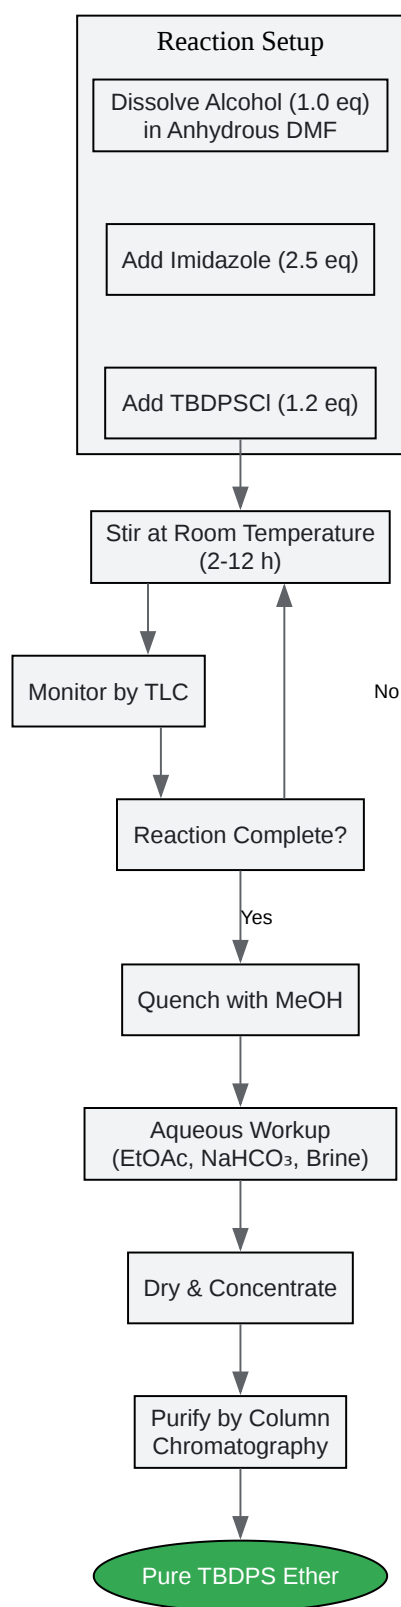 Reaction Setup
Dissolve Alcohol (1.0 eq)
in Anhydrous DMF
Add Imidazole (2.5 eq)
Add TBDPSCl (1.2 eq)
Stir at Room Temperature
(2-12 h)
Monitor by TLC
No
Reaction Complete?
Yes
Quench with MeOH
Aqueous Workup
(EtOAc, NaHCO₃, Brine)
Dry & Concentrate
Purify by Column
Chromatography
Pure TBDPS Ether